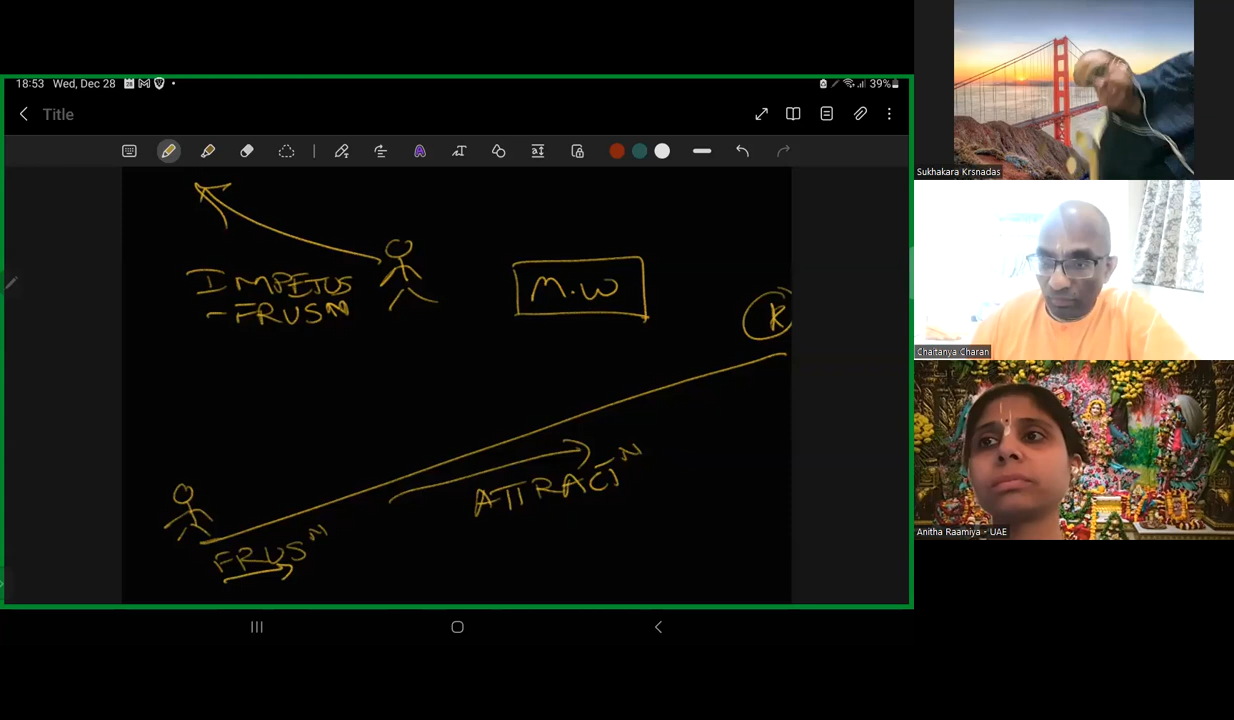 18:53 Wed, Dec 28
39%
Title
IMPETUS
- FRUSN
M.W
K
ATTRACTN
FRUSN
Sukhakara Krsnadas
Chaitanya Charan
Anitha Raamiya - UAE